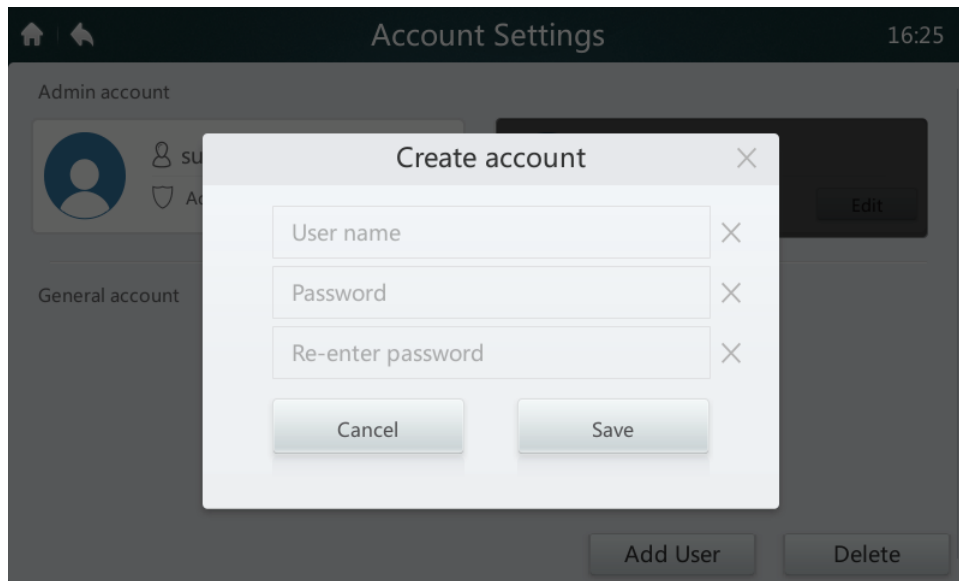 Account Settings
16:25
Admin account
su
Create account
User name
Password
Re-enter password
Cancel
Save
Edit
General account
Add User
Delete